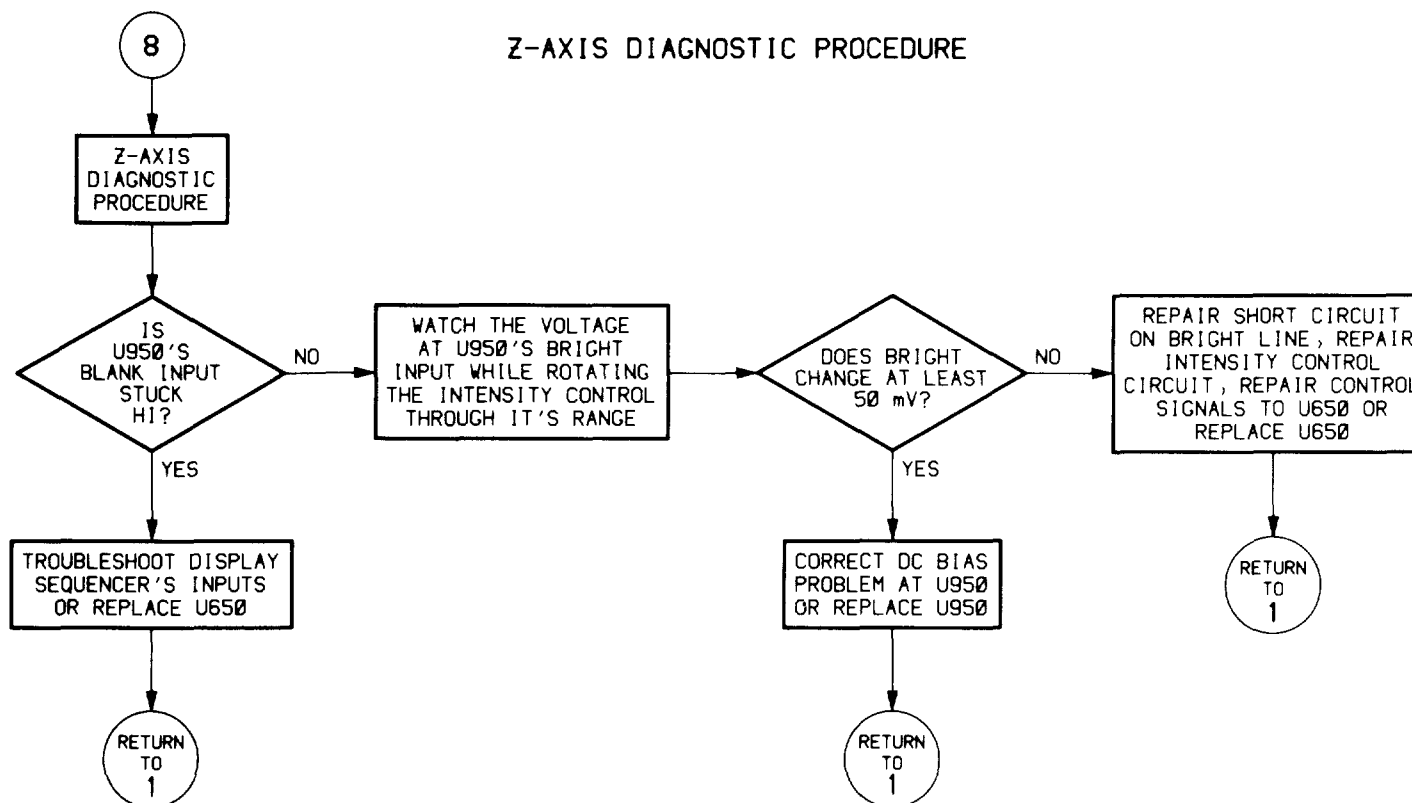 8
Z-AXIS DIAGNOSTIC PROCEDURE
Z-AXIS
DIAGNOSTIC
PROCEDURE
IS
U950'S
BLANK INPUT
STUCK
HI?
NO
YES
WATCH THE VOLTAGE
AT U950'S BRIGHT
INPUT WHILE ROTATING
THE INTENSITY CONTROL
THROUGH IT'S RANGE
DOES BRIGHT
CHANGE AT LEAST
50 mV?
NO
YES
REPAIR SHORT CIRCUIT
ON BRIGHT LINE, REPAIR
INTENSITY CONTROL
CIRCUIT, REPAIR CONTROL
SIGNALS TO U650 OR
REPLACE U650
TROUBLESHOOT DISPLAY
SEQUENCER'S INPUTS
OR REPLACE U650
CORRECT DC BIAS
PROBLEM AT U950
OR REPLACE U950
RETURN
TO
1
RETURN
TO
1
RETURN
TO
1